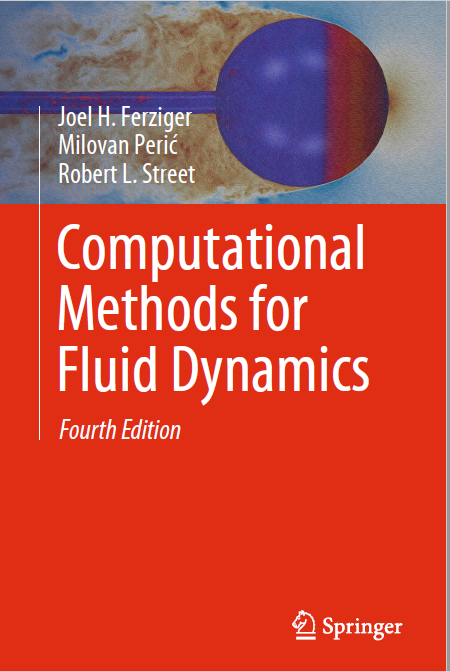 Joel H. Ferziger
Milovan Perić
Robert L. Street
Computational
Methods for
Fluid Dynamics
Fourth Edition
Springer